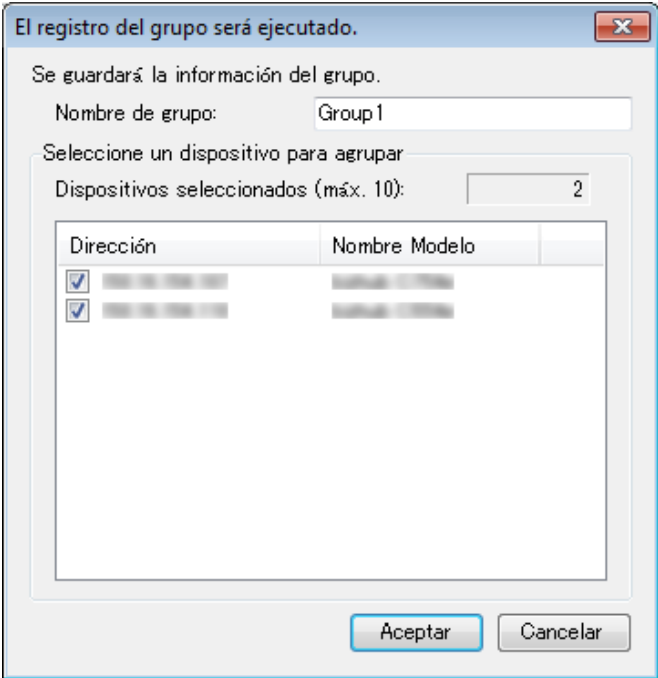 El registro del grupo será ejecutado.
Se guardará la información del grupo.
Nombre de grupo: Group1
Seleccione un dispositivo para agrupar
Dispositivos seleccionados (máx. 10): 2
Dirección Nombre Modelo
Aceptar Cancelar